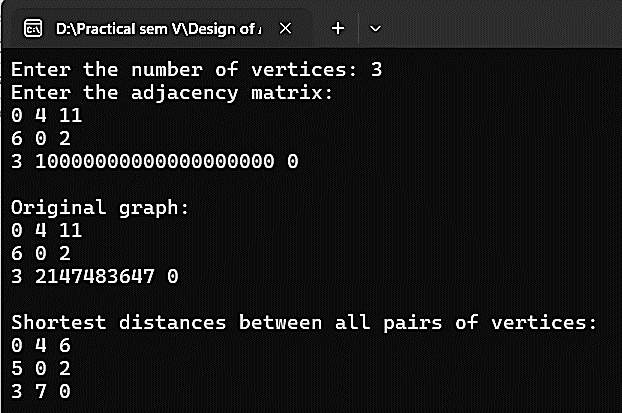 D:\Practical sem V\Design of A
Enter the number of vertices: 3
Enter the adjacency matrix:
0 4 11
6 0 2
3 10000000000000000000 0
Original graph:
0 4 11
6 0 2
3 2147483647 0
Shortest distances between all pairs of vertices:
0 4 6
5 0 2
3 7 0